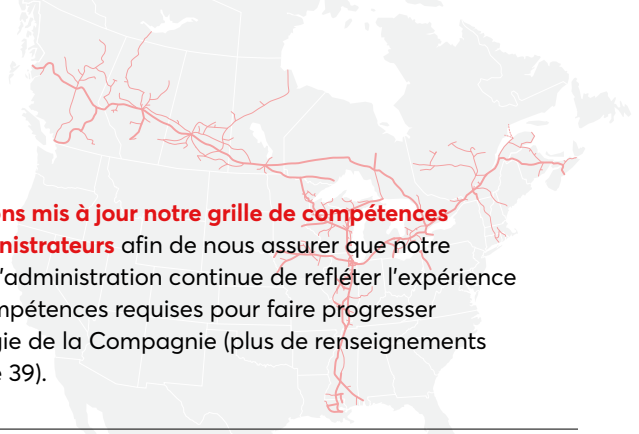 ns mis à jour notre grille de compétences
nistrateurs afin de nous assurer que notre
l'administration continue de refléter l'expérience
mpétences requises pour faire progresser
gie de la Compagnie (plus de renseignements
39).